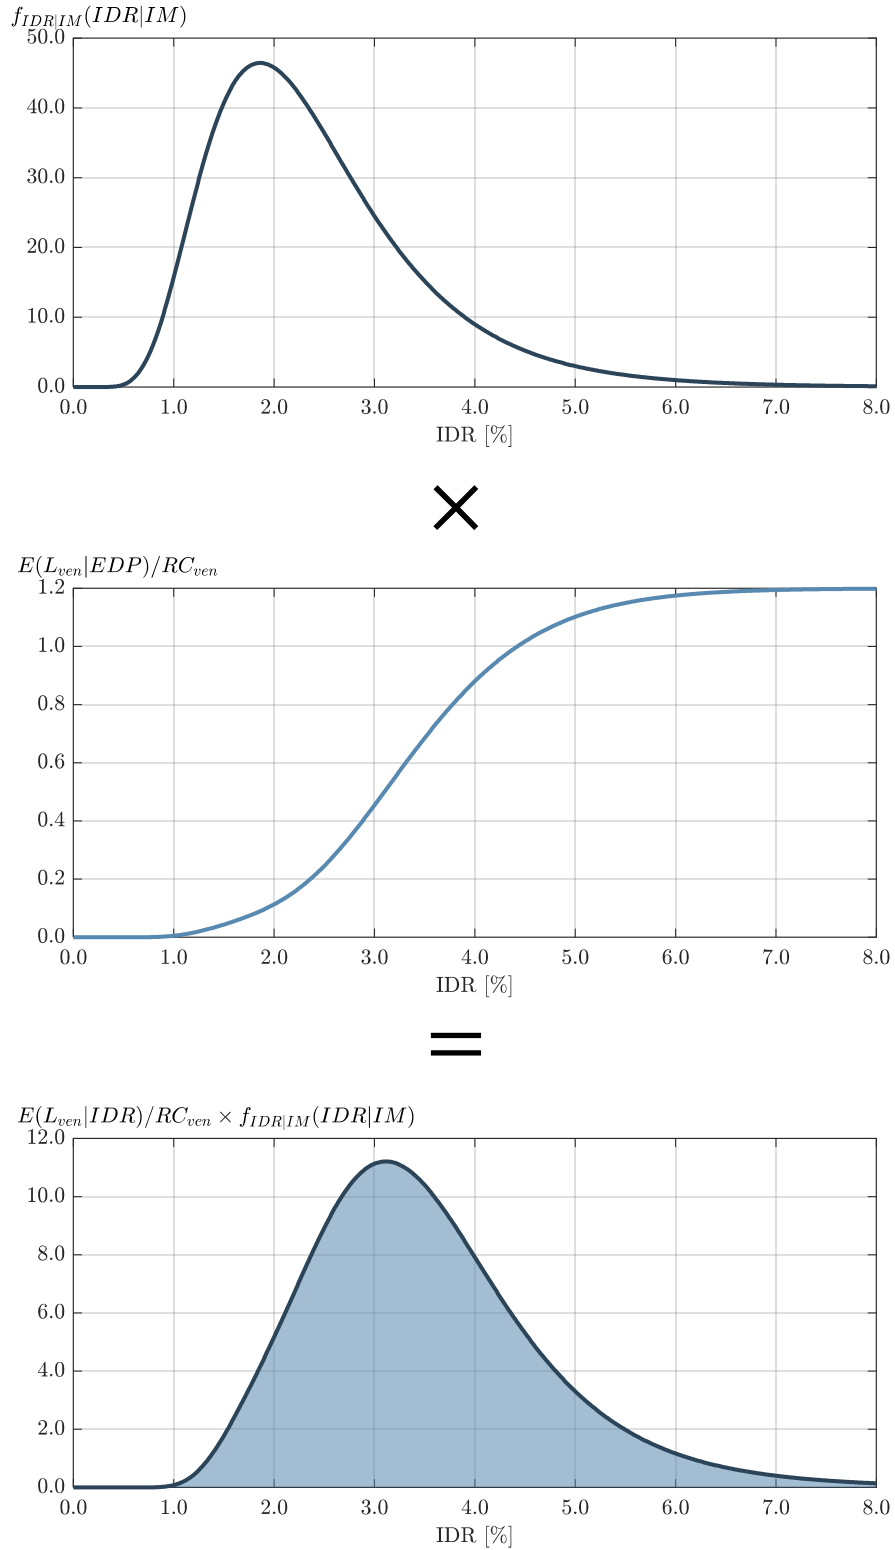 f_{IDR|IM}(IDR|IM)
50.0
40.0
30.0
20.0
10.0
0.0
0.0 1.0 2.0 3.0 4.0 5.0 6.0 7.0 8.0
IDR [%]
×
E(L_{ven}|EDP)/RC_{ven}
1.2
1.0
0.8
0.6
0.4
0.2
0.0
0.0 1.0 2.0 3.0 4.0 5.0 6.0 7.0 8.0
IDR [%]
=
E(L_{ven}|IDR)/RC_{ven} × f_{IDR|IM}(IDR|IM)
12.0
10.0
8.0
6.0
4.0
2.0
0.0
0.0 1.0 2.0 3.0 4.0 5.0 6.0 7.0 8.0
IDR [%]